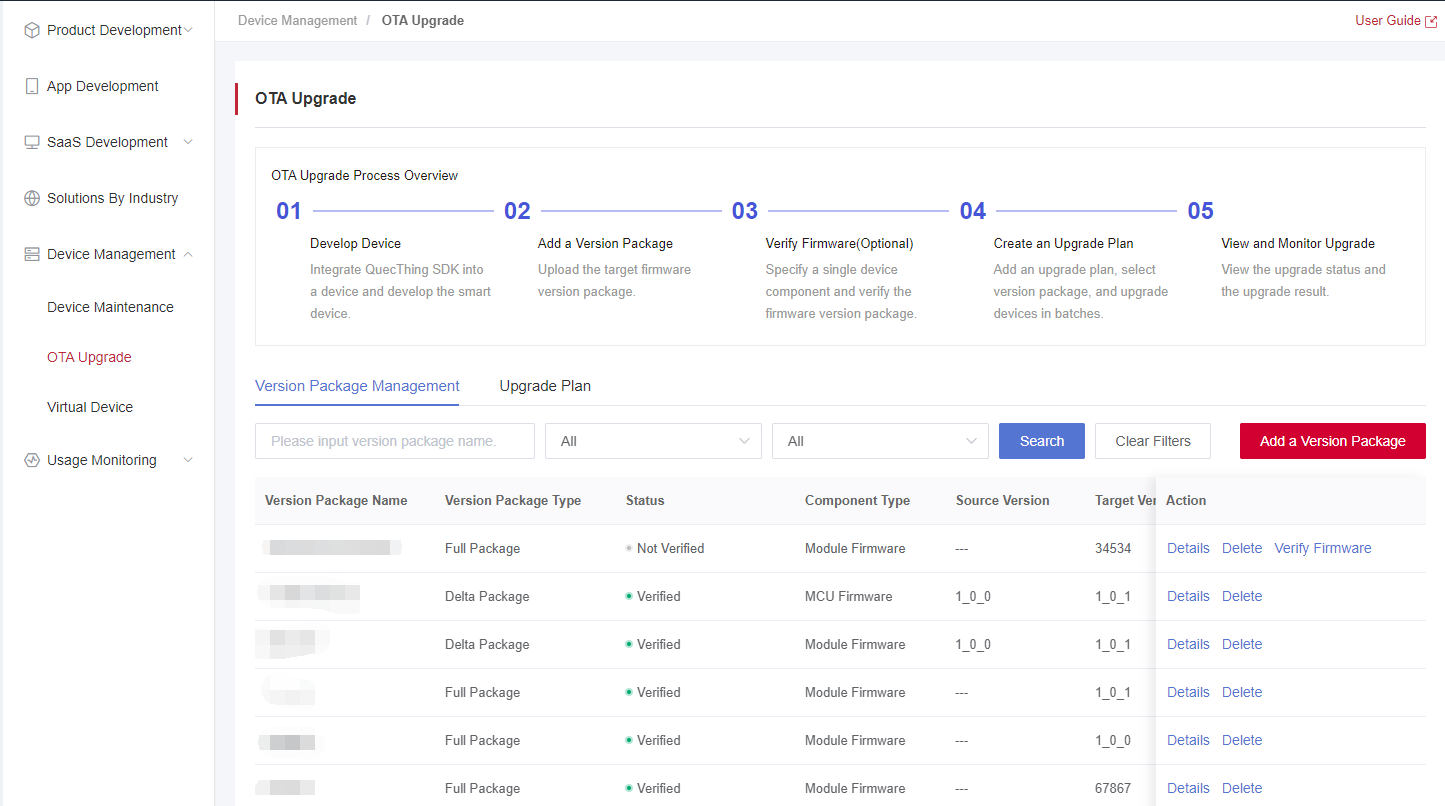 Product Development
App Development
SaaS Development
Solutions By Industry
Device Management
Device Maintenance
OTA Upgrade
Virtual Device
Usage Monitoring
Device Management / OTA Upgrade
User Guide
OTA Upgrade
OTA Upgrade Process Overview
01
Develop Device
Integrate QuecThing SDK into
a device and develop the smart
device.
02
Add a Version Package
Upload the target firmware
version package.
03
Verify Firmware(Optional)
Specify a single device
component and verify the
firmware version package.
04
Create an Upgrade Plan
Add an upgrade plan, select
version package, and upgrade
devices in batches.
05
View and Monitor Upgrade
View the upgrade status and
the upgrade result.
Version Package Management Upgrade Plan
Please input version package name. All All Search Clear Filters Add a Version Package
Version Package Name Version Package Type Status Component Type Source Version Target Ver Action
Full Package Not Verified Module Firmware --- 34534 Details Delete Verify Firmware
Delta Package Verified MCU Firmware 1_0_0 1_0_1 Details Delete
Delta Package Verified Module Firmware 1_0_0 1_0_1 Details Delete
Full Package Verified Module Firmware --- 1_0_1 Details Delete
Full Package Verified Module Firmware --- 1_0_0 Details Delete
Full Package Verified Module Firmware --- 67867 Details Delete